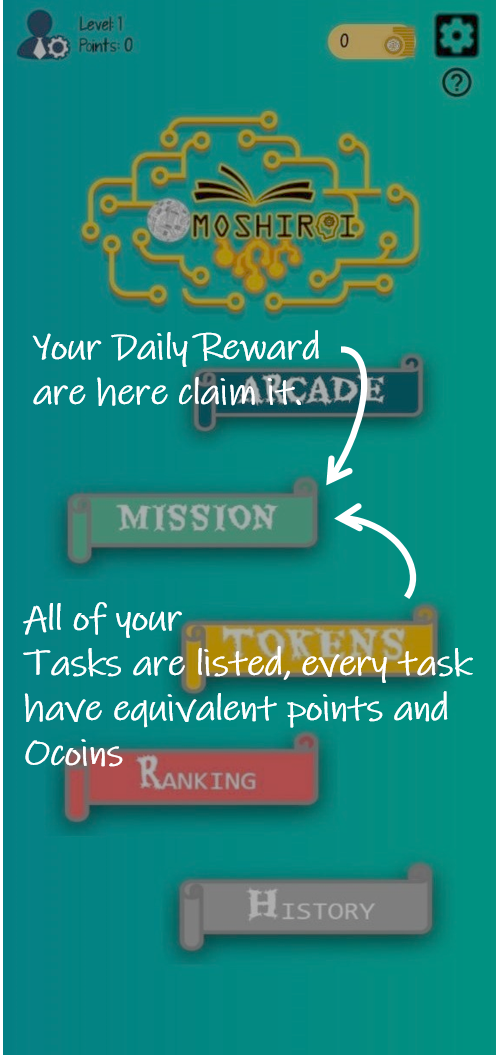 Level: 1
Points: 0
0
?
OMOSHIROI
Your Daily Reward
are here claim it.
ARCADE
MISSION
All of your
TOKENS
Tasks are listed, every task
have equivalent points and
Ocoins
RANKING
HISTORY